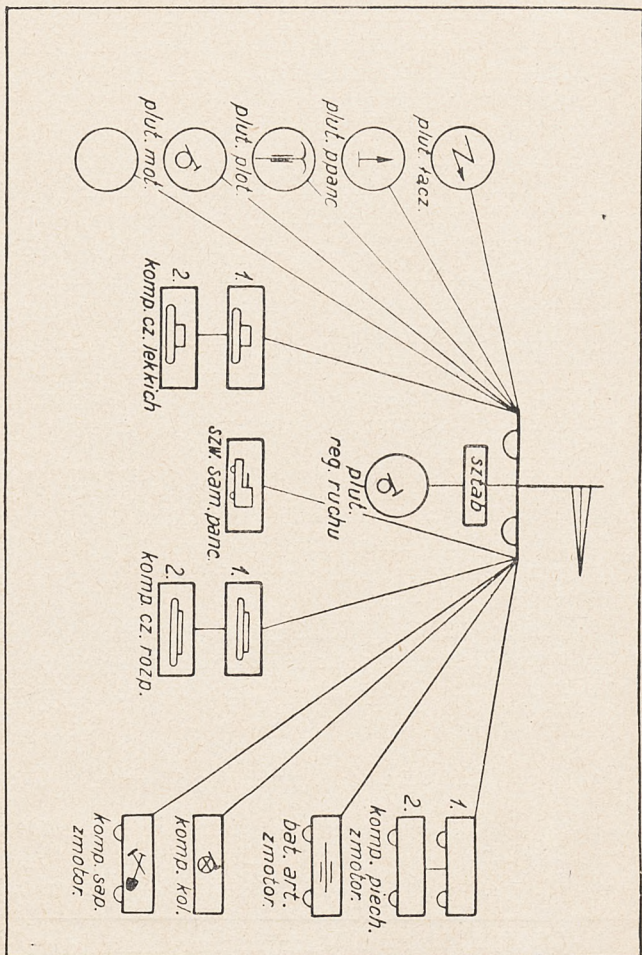 sztab
plut.
reg. ruchu
plut. łącz.
plut. ppanc
plut. plot.
plut. mot.
1.
2.
komp. cz. lekkich
szw. sam. panc.
1.
2.
komp. cz. rozp.
1.
2.
komp. piech.
zmotor.
bat. art.
zmotor.
komp. kol.
komp. sap.
zmotor.